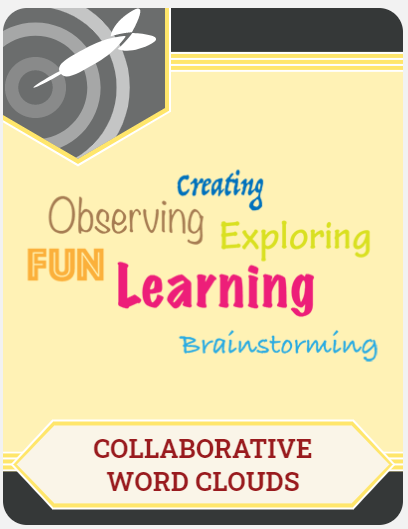 Creating
Observing
Exploring
FUN
Learning
Brainstorming
COLLABORATIVE
WORD CLOUDS